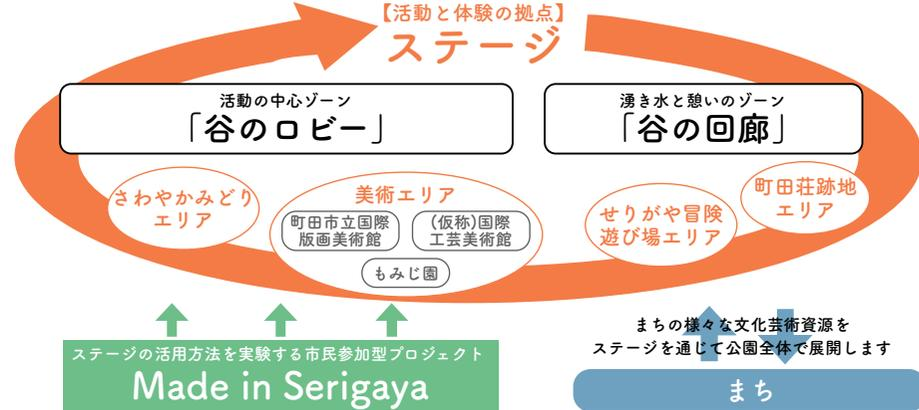 【活動と体験の拠点】
ステージ
活動の中心ゾーン
「谷のロビー」
湧き水と憩いのゾーン
「谷の回廊」
さわやかみどり
エリア
美術エリア
町田市立国際
版画美術館
(仮称)国際
工芸美術館
もみじ園
せりがや冒険
遊び場エリア
町田荘跡地
エリア
ステージの活用方法を実験する市民参加型プロジェクト
Made in Serigaya
まちの様々な文化芸術資源を
ステージを通じて公園全体で展開します
まち